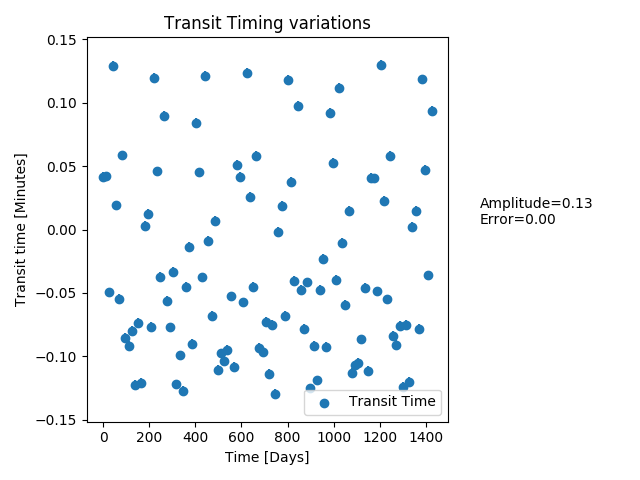 Transit Timing variations
0.15
0.10
0.05
0.00
−0.05
−0.10
−0.15
Transit time [Minutes]
Amplitude=0.13
Error=0.00
Transit Time
0 200 400 600 800 1000 1200 1400
Time [Days]